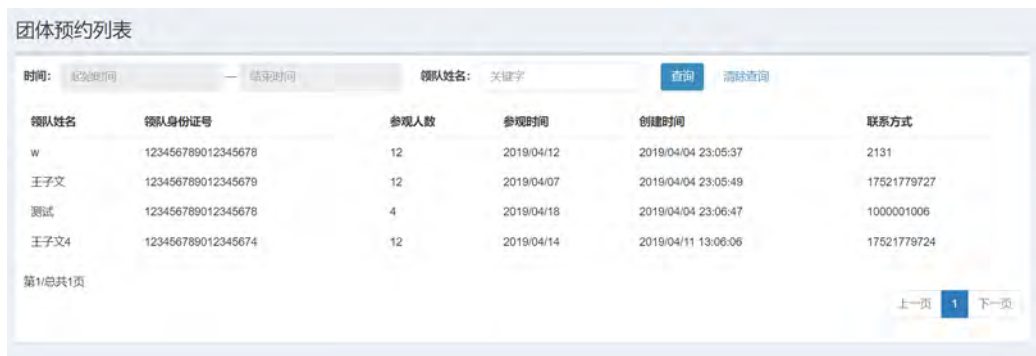 团体预约列表
时间： 起始时间 — 结束时间 领队姓名： 关键字 查询 清除查询
领队姓名 领队身份证号 参观人数 参观时间 创建时间 联系方式
w 123456789012345678 12 2019/04/12 2019/04/04 23:05:37 2131
王子文 123456789012345679 12 2019/04/07 2019/04/04 23:05:49 17521779727
测试 123456789012345678 4 2019/04/18 2019/04/04 23:06:47 1000001006
王子文4 123456789012345674 12 2019/04/14 2019/04/11 13:06:06 17521779724
第1/总共1页
上一页 1 下一页